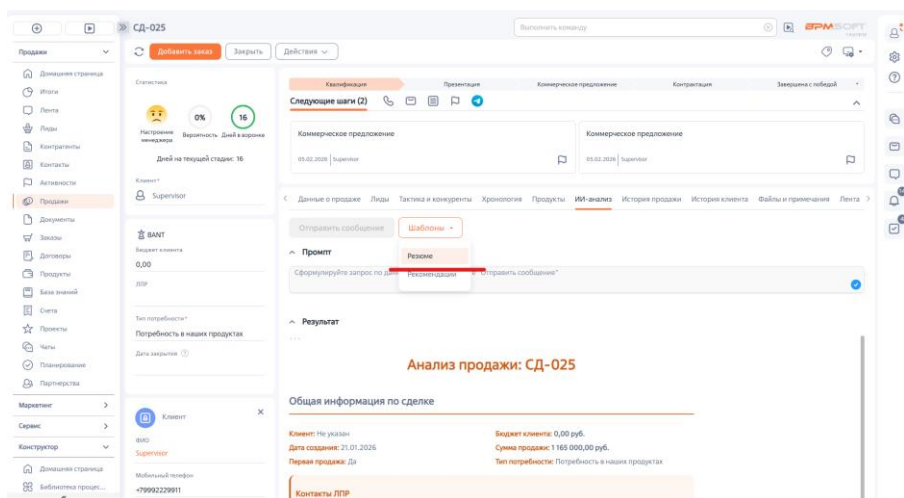 СД-025
Выполнить команду
BPMSOFT
Добавить заказ
Закрыть
Действия
Продажи
Домашняя страница
Итоги
Лента
Лиды
Контрагенты
Контакты
Активности
Продажи
Документы
Заказы
Договоры
Продукты
База знаний
Счета
Проекты
Чаты
Планирование
Партнерства
Маркетинг
Сервис
Конструктор
Домашняя страница
Библиотека процес...
Статистика
0%
16
Настроение менеджера
Вероятность
Дней в воронке
Дней на текущей стадии: 16
Клиент*
Supervisor
BANT
Бюджет клиента
0,00
ЛПР
Тип потребности*
Потребность в наших продуктах
Дата закрытия
Клиент
ФИО
Supervisor
Мобильный телефон
+79992229911
Квалификация
Презентация
Коммерческое предложение
Контрактация
Завершена с победой
Следующие шаги (2)
Коммерческое предложение
05.02.2026 Supervisor
Коммерческое предложение
05.02.2026 Supervisor
Данные о продаже
Лиды
Тактика и конкуренты
Хронология
Продукты
ИИ-анализ
История продажи
История клиента
Файлы и примечания
Лента
Отправить сообщение
Шаблоны
Резюме
Рекомендации
Промпт
Сформулируйте запрос по да
Отправить сообщение"
Результат
Анализ продажи: СД-025
Общая информация по сделке
Клиент: Не указан
Бюджет клиента: 0,00 руб.
Дата создания: 21.01.2026
Сумма продажи: 1 165 000,00 руб.
Первая продажа: Да
Тип потребности: Потребность в наших продуктах
Контакты ЛПР